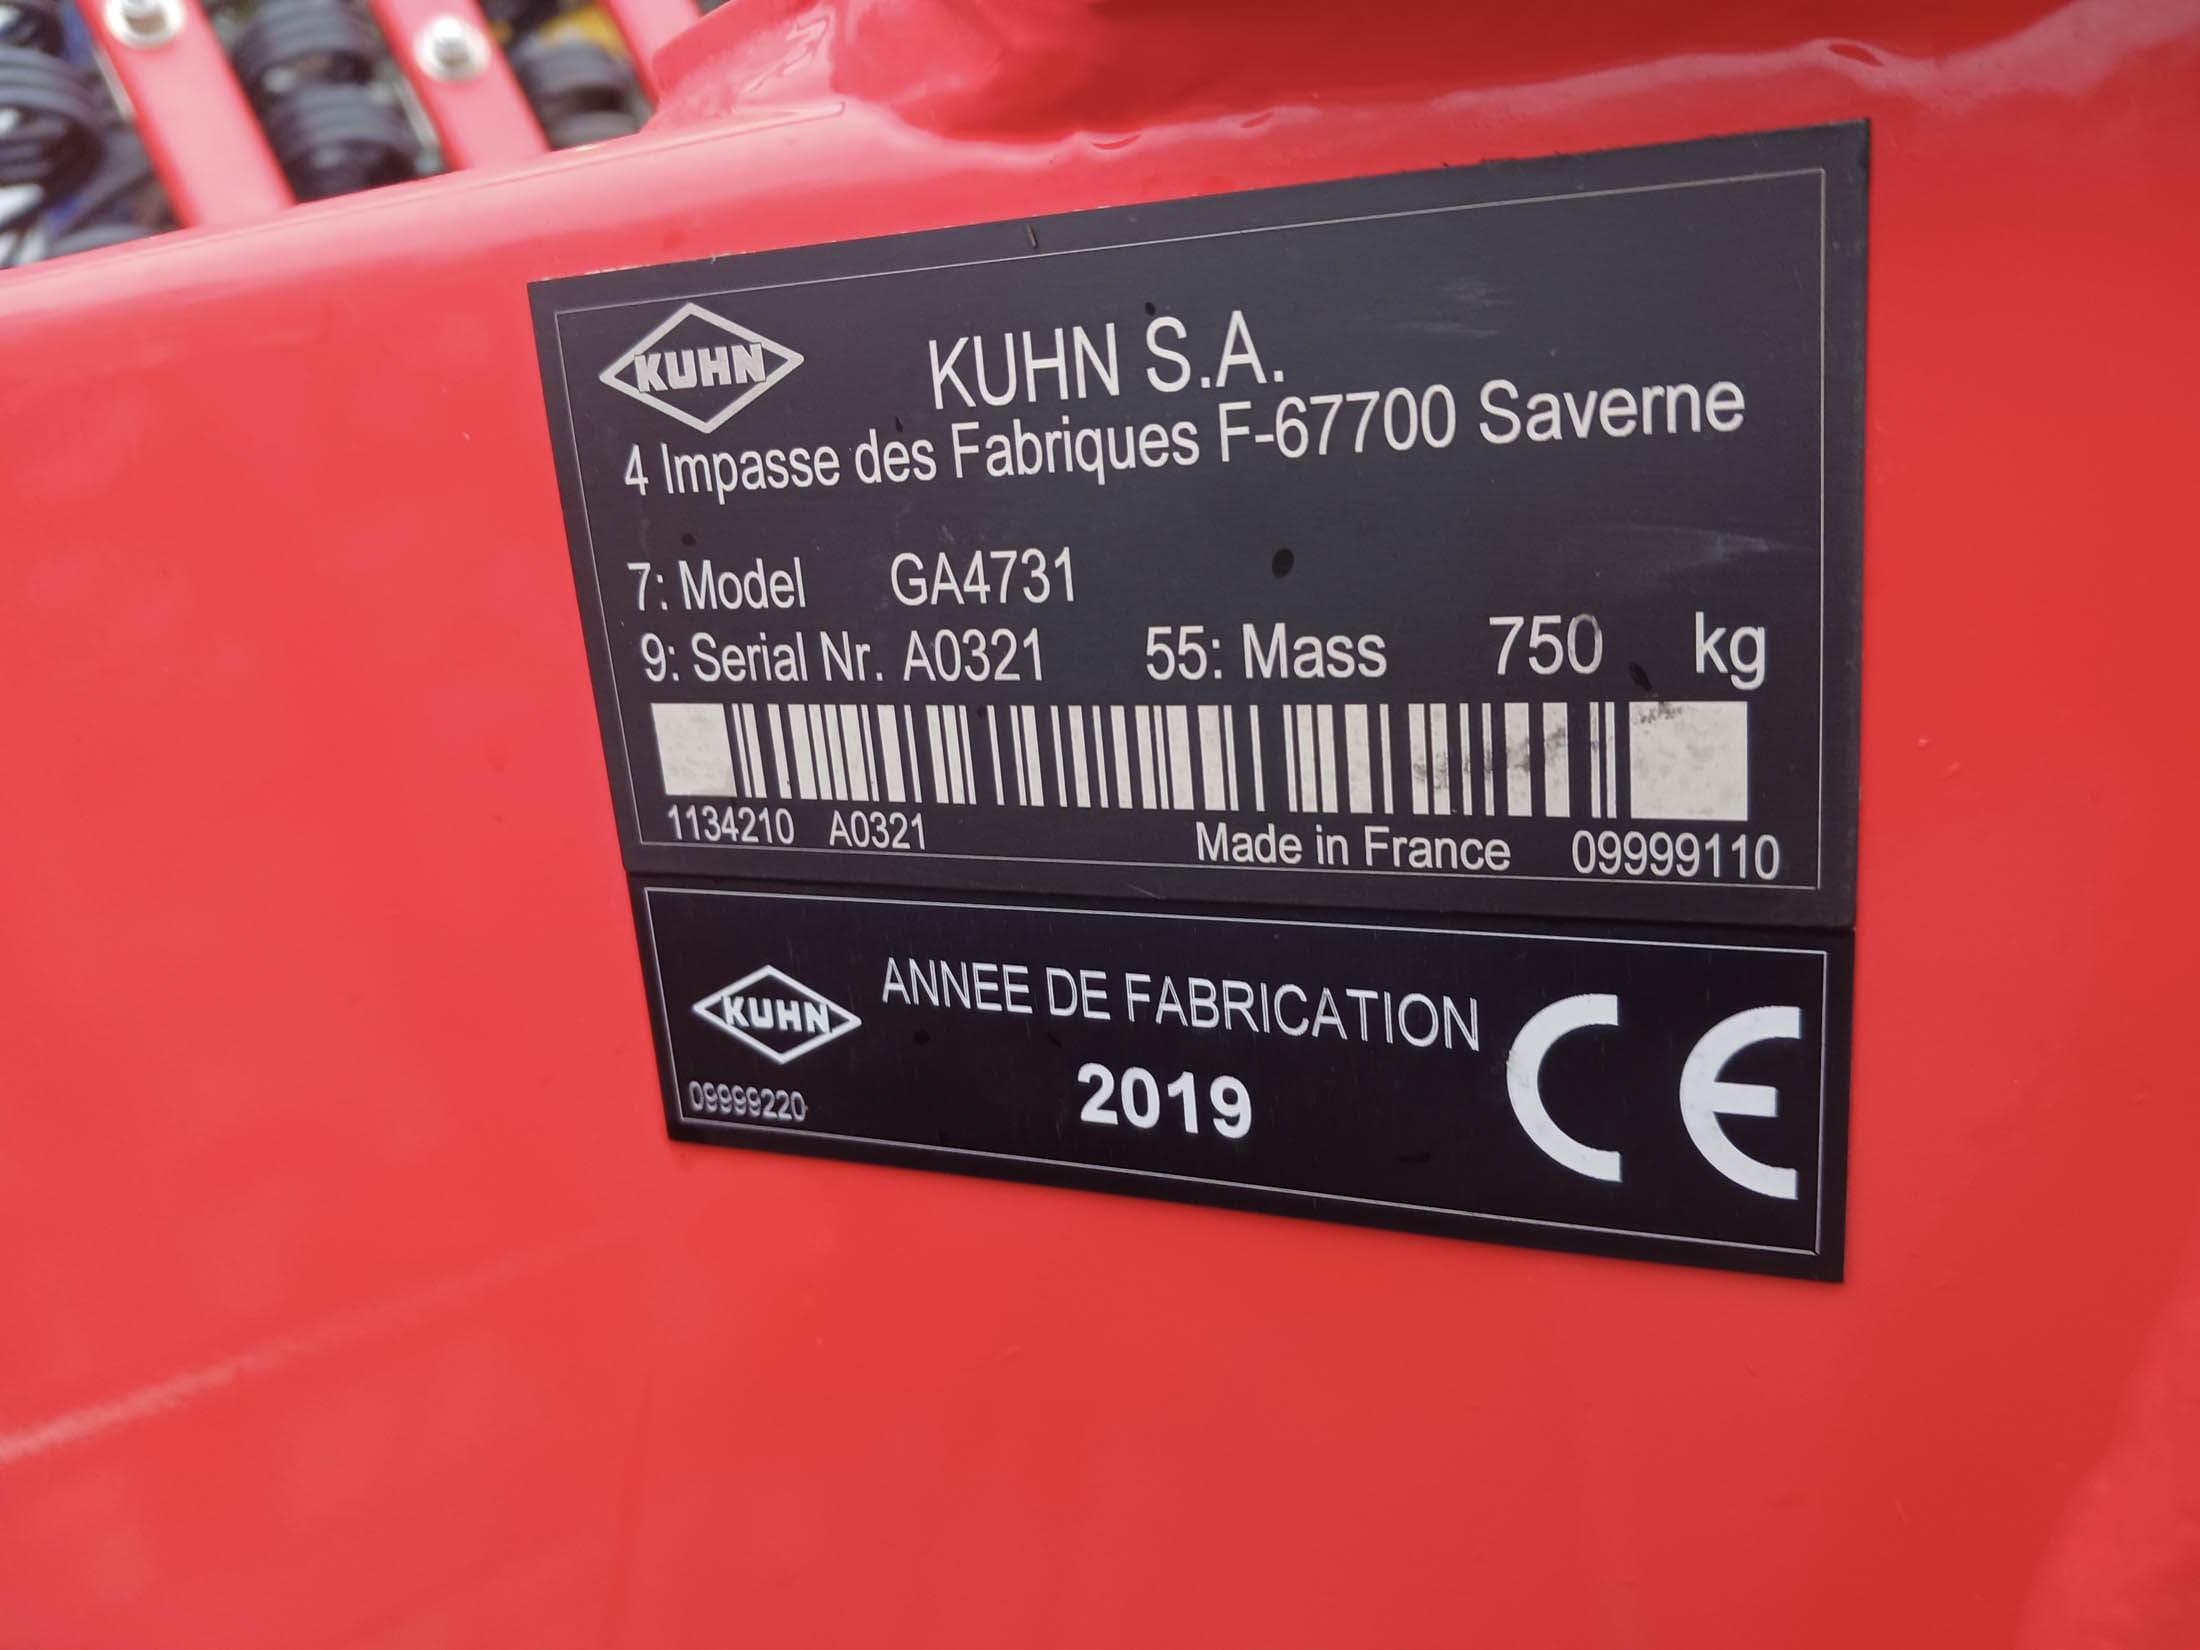 KUHN
KUHN S.A.
4 Impasse des Fabriques F-67700 Saverne
7: Model GA4731
9: Serial Nr. A0321 55: Mass 750 kg
1134210 A0321 Made in France 09999110
KUHN
ANNEE DE FABRICATION
2019
09999220
CE